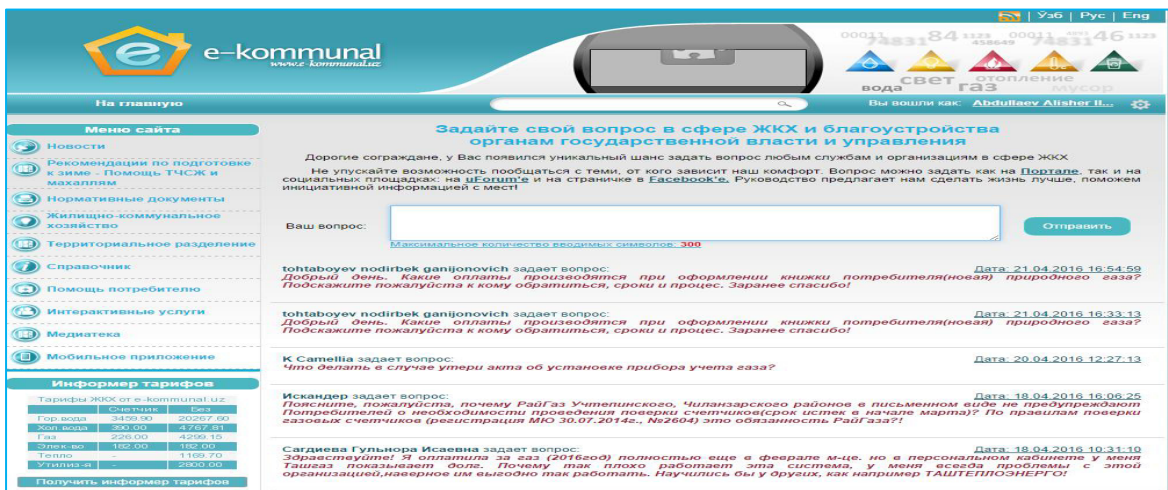 Ўзб | Рус | Eng
e-kommunal
www.e-kommunal.uz
вода
свет
газ
отопление
мусор
На главную
Вы вошли как: Abdullaev Alisher Il...
Меню сайта
Новости
Рекомендации по подготовке
к зиме - Помощь ТЧСЖ и
махаллям
Нормативные документы
Жилищно-коммунальное
хозяйство
Территориальное разделение
Справочник
Помощь потребителю
Интерактивные услуги
Медиатека
Мобильное приложение
Информер тарифов
Тарифы ЖКХ от e-kommunal.uz
Счетчик Без
Гор.вода 3459.90 20267.60
Хол.вода 390.00 4767.81
Газ 226.00 4299.15
Элек-во 182.00 182.00
Тепло - 1169.70
Утилиз-я - 2800.00
Получить информер тарифов
Задайте свой вопрос в сфере ЖКХ и благоустройства
органам государственной власти и управления
Дорогие сограждане, у Вас появился уникальный шанс задать вопрос любым службам и организациям в сфере ЖКХ
Не упускайте возможность пообщаться с теми, от кого зависит наш комфорт. Вопрос можно задать как на Портале, так и на
социальных площадках: на uForum'е и на страничке в Facebook'е. Руководство предлагает нам сделать жизнь лучше, поможем
инициативной информацией с мест!
Ваш вопрос:
Отправить
Максимальное количество вводимых символов: 300
tohtaboyev nodirbek ganijonovich задает вопрос: Дата: 21.04.2016 16:54:59
Добрый день. Какие оплаты производятся при оформлении книжки потребителя(новая) природного газа?
Подскажите пожалуйста к кому обратиться, сроки и процес. Заранее спасибо!
tohtaboyev nodirbek ganijonovich задает вопрос: Дата: 21.04.2016 16:33:13
Добрый день. Какие оплаты производятся при оформлении книжки потребителя(новая) природного газа?
Подскажите пожалуйста к кому обратиться, сроки и процес. Заранее спасибо!
K Camellia задает вопрос: Дата: 20.04.2016 12:27:13
Что делать в случае утери акта об установке прибора учета газа?
Искандер задает вопрос: Дата: 18.04.2016 16:06:25
Поясните, пожалуйста, почему РайГаз Учтепинского, Чиланзарского районов в письменном виде не предупреждают
Потребителей о необходимости проведения поверки счетчиков(срок истек в начале марта)? По правилам поверки
газовых счетчиков (регистрация МЮ 30.07.2014г., №2604) это обязанность РайГаза?!
Сагдиева Гульнора Исаевна задает вопрос: Дата: 18.04.2016 10:31:10
Здравствуйте! Я оплатила за газ (2016год) полностью еще в феврале м-це. но в персональном кабинете у меня
Ташгаз показывает долг. Почему так плохо работает эта система, у меня всегда проблемы с этой
организацией,наверное им выгодно так работать. Научились бы у других, как например ТАШТЕПЛОЭНЕРГО!